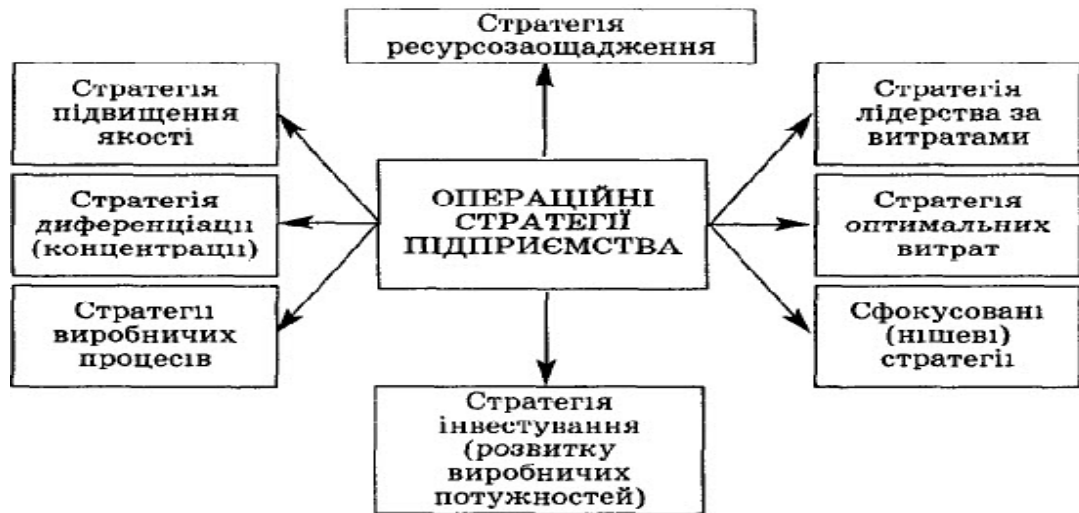 Стратегія
ресурсозаощадження
Стратегія
підвищення
якості
Стратегія
лідерства за
витратами
ОПЕРАЦІЙНІ
СТРАТЕГІЇ
ПІДПРИЄМСТВА
Стратегія
диференціації
(концентрації)
Стратегія
оптимальних
витрат
Стратегії
виробничих
процесів
Сфокусовані
(нішеві)
стратегії
Стратегія
інвестування
(розвитку
виробничих
потужностей)